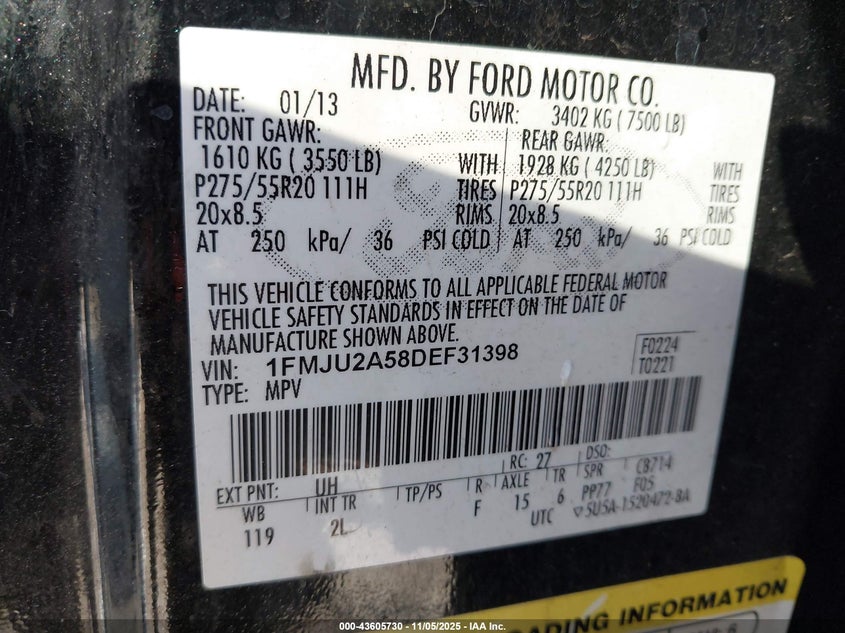 MFD. BY FORD MOTOR CO.
DATE: 01/13 GVWR: 3402 KG ( 7500 LB)
FRONT GAWR: REAR GAWR:
1610 KG ( 3550 LB) WITH 1928 KG ( 4250 LB) WITH
P275/55R20 111H TIRES P275/55R20 111H TIRES
20x8.5 RIMS 20x8.5 RIMS
AT 250 kPa/ 36 PSI COLD AT 250 kPa/ 36 PSI COLD
THIS VEHICLE CONFORMS TO ALL APPLICABLE FEDERAL MOTOR
VEHICLE SAFETY STANDARDS IN EFFECT ON THE DATE OF
MANUFACTURE SHOWN ABOVE.
VIN: 1FMJU2A58DEF31398 F0224
TYPE: MPV T0221
EXT PNT: UH RC: 27 DSO:
WB INT TR TP/PS R AXLE TR SPR C8714
119 2L F 15 6 PP77 F05
UTC ▽5U5A-1520472-BA
ADING INFORMATION
000-43605730 - 11/05/2025 - IAA Inc.